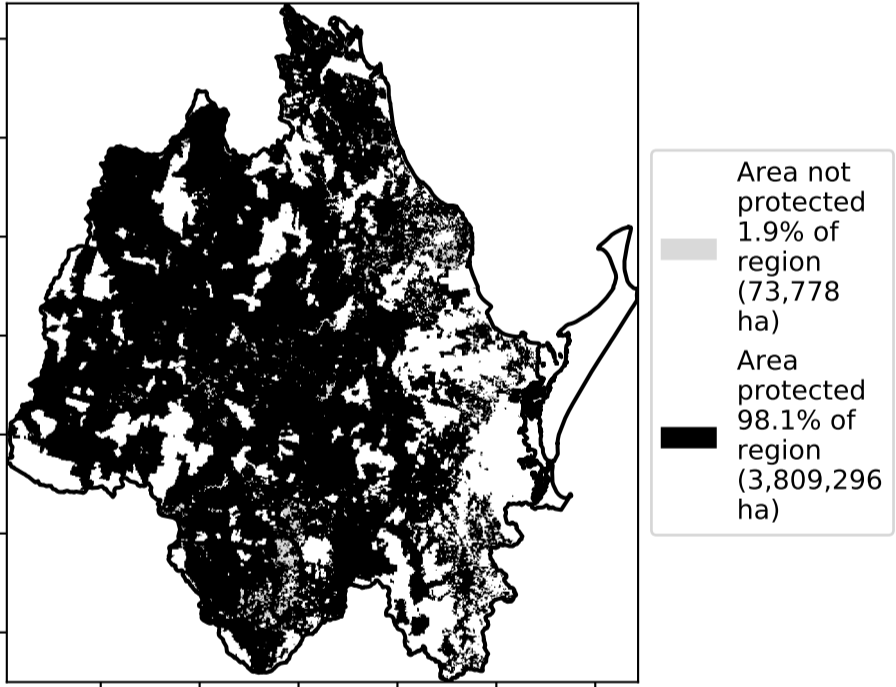 Area not
protected
1.9% of
region
(73,778
ha)
Area
protected
98.1% of
region
(3,809,296
ha)